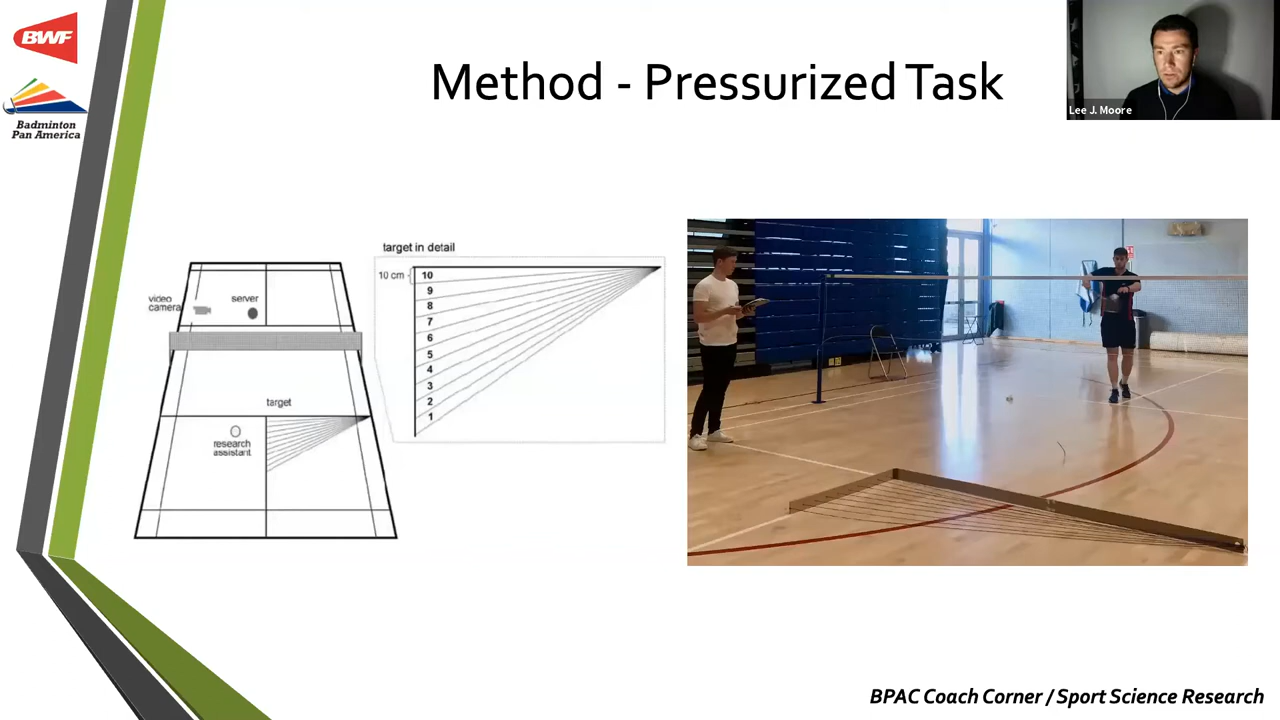 BWF
Badminton
Pan America
Method - Pressurized Task
Lee J. Moore
target in detail
10 cm
10
9
8
7
6
5
4
3
2
1
video
camera
server
target
research
assistant
BPAC Coach Corner / Sport Science Research